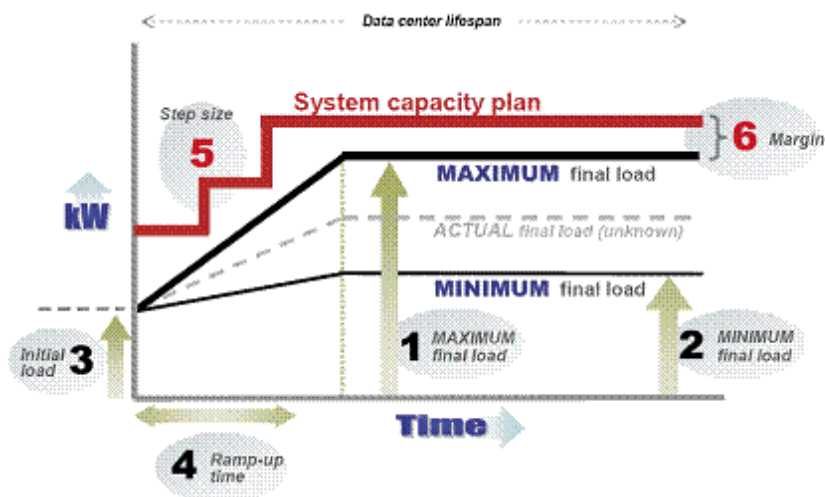 Data center lifespan
Step size
5
System capacity plan
6 Margin
MAXIMUM final load
kW
ACTUAL final load (unknown)
MINIMUM final load
Initial
load
3
1
MAXIMUM
final load
2
MINIMUM
final load
Time
4
Ramp-up
time